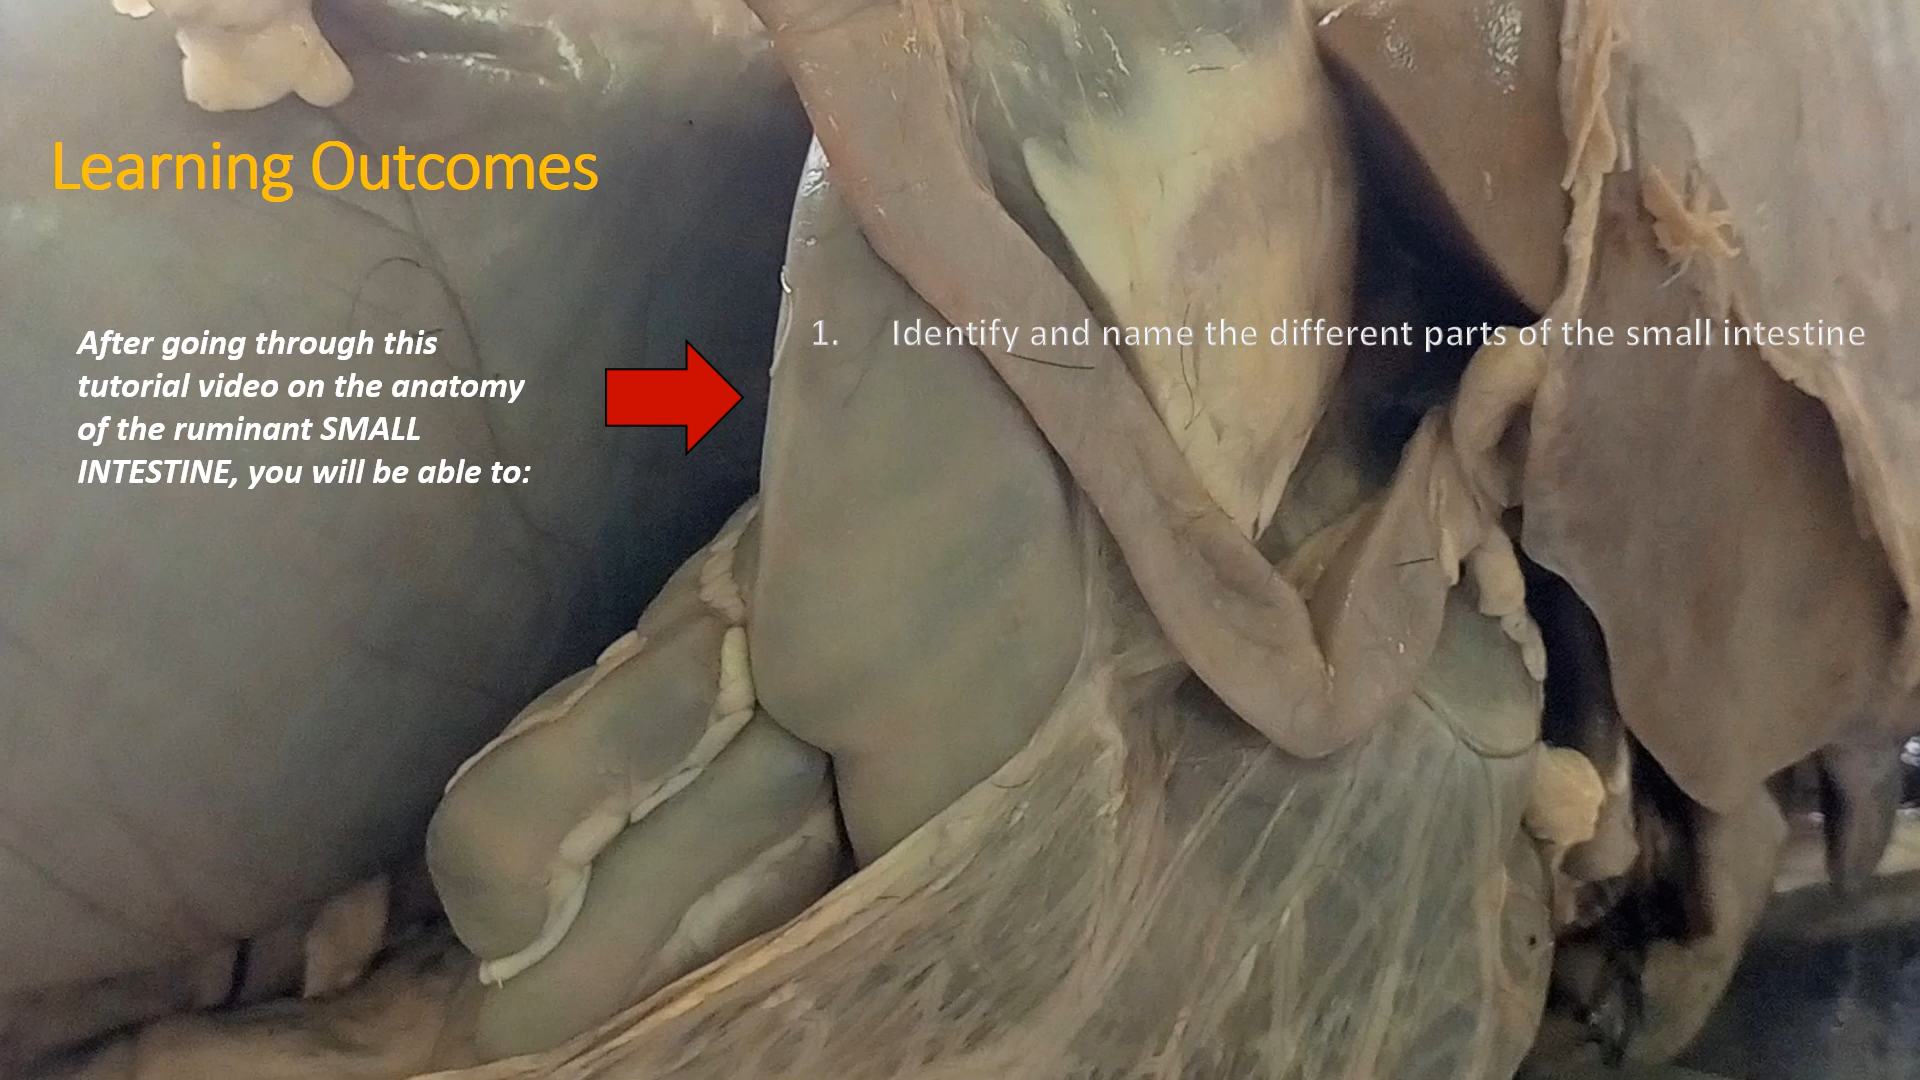 Learning Outcomes
After going through this
tutorial video on the anatomy
of the ruminant SMALL
INTESTINE, you will be able to:
1. Identify and name the different parts of the small intestine